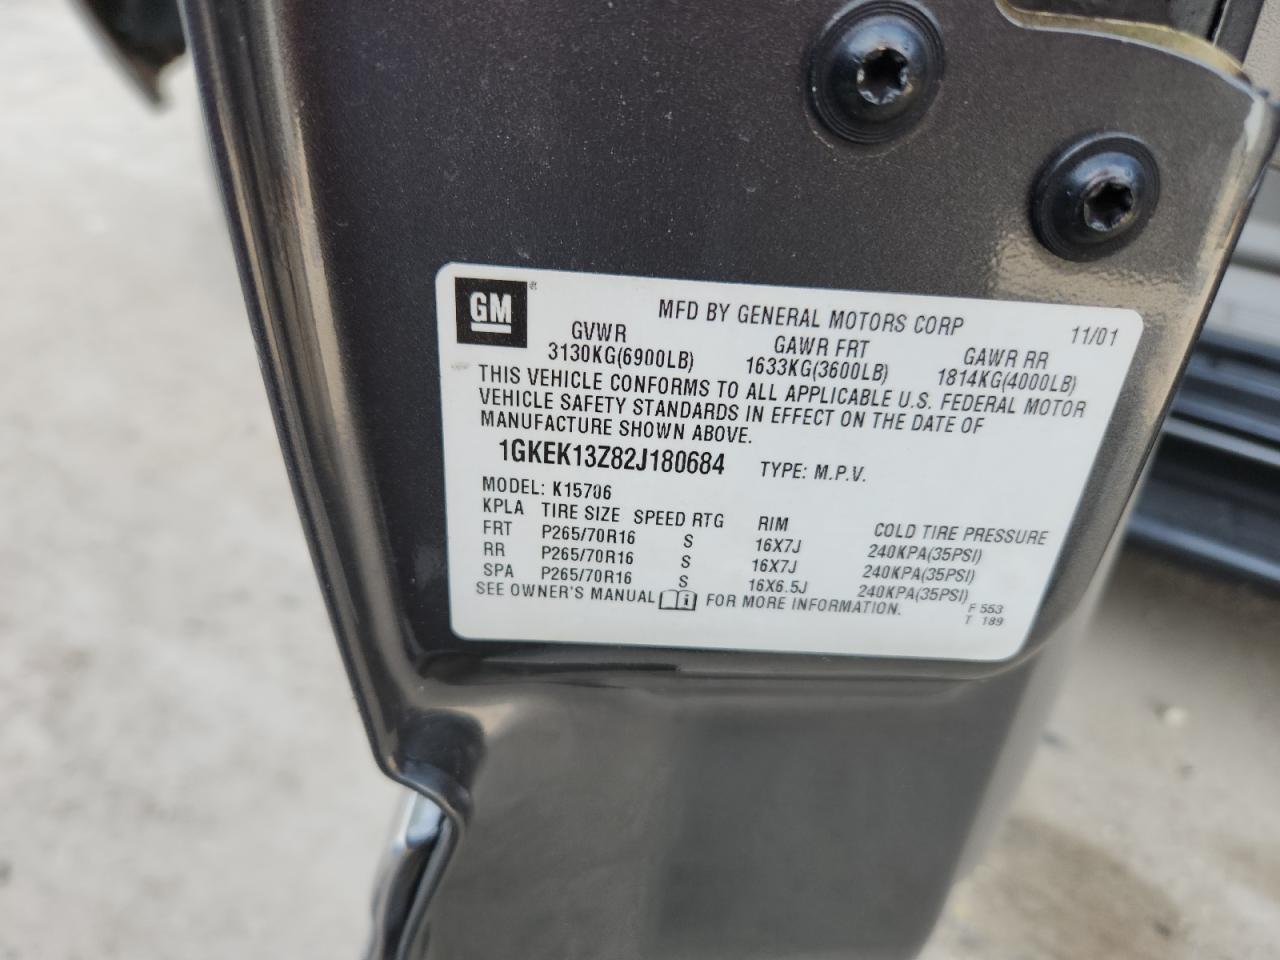 GM ®
MFD BY GENERAL MOTORS CORP 11/01
GVWR GAWR FRT GAWR RR
3130KG(6900LB) 1633KG(3600LB) 1814KG(4000LB)
THIS VEHICLE CONFORMS TO ALL APPLICABLE U.S. FEDERAL MOTOR
VEHICLE SAFETY STANDARDS IN EFFECT ON THE DATE OF
MANUFACTURE SHOWN ABOVE.
1GKEK13Z82J180684 TYPE: M.P.V.
MODEL: K15706
KPLA TIRE SIZE SPEED RTG RIM COLD TIRE PRESSURE
FRT P265/70R16 S 16X7J 240KPA(35PSI)
RR P265/70R16 S 16X7J 240KPA(35PSI)
SPA P265/70R16 S 16X6.5J 240KPA(35PSI)
SEE OWNER'S MANUAL i FOR MORE INFORMATION.
F 553
T 189